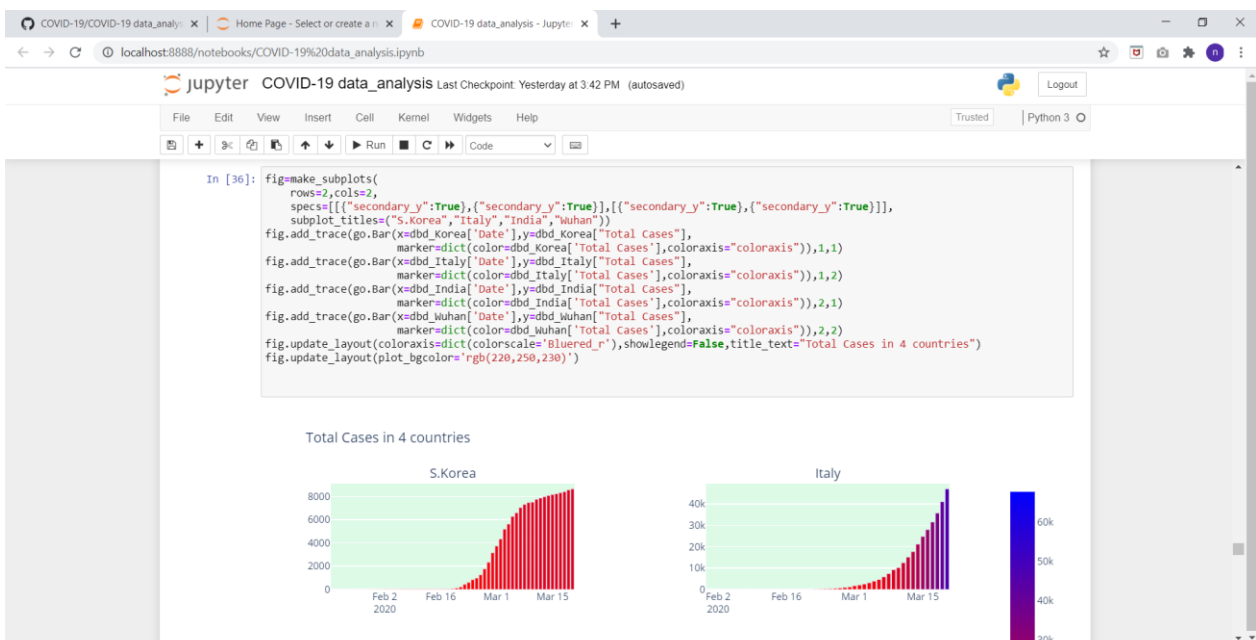 COVID-19/COVID-19 data_analys
Home Page - Select or create a n
COVID-19 data_analysis - Jupyter
localhost:8888/notebooks/COVID-19%20data_analysis.ipynb
n
jupyter COVID-19 data_analysis Last Checkpoint: Yesterday at 3:42 PM (autosaved)
Logout
File Edit View Insert Cell Kernel Widgets Help
Trusted
Python 3
Run
Code
In [36]: fig=make_subplots(
    rows=2,cols=2,
    specs=[[{"secondary_y":True},{"secondary_y":True}],[{"secondary_y":True},{"secondary_y":True}]],
    subplot_titles=("S.Korea","Italy","India","Wuhan"))
fig.add_trace(go.Bar(x=dbd_Korea['Date'],y=dbd_Korea["Total Cases"],
                    marker=dict(color=dbd_Korea['Total Cases'],coloraxis="coloraxis")),1,1)
fig.add_trace(go.Bar(x=dbd_Italy['Date'],y=dbd_Italy["Total Cases"],
                    marker=dict(color=dbd_Italy['Total Cases'],coloraxis="coloraxis")),1,2)
fig.add_trace(go.Bar(x=dbd_India['Date'],y=dbd_India["Total Cases"],
                    marker=dict(color=dbd_India['Total Cases'],coloraxis="coloraxis")),2,1)
fig.add_trace(go.Bar(x=dbd_Wuhan['Date'],y=dbd_Wuhan["Total Cases"],
                    marker=dict(color=dbd_Wuhan['Total Cases'],coloraxis="coloraxis")),2,2)
fig.update_layout(coloraxis=dict(colorscale='Bluered_r'),showlegend=False,title_text="Total Cases in 4 countries")
fig.update_layout(plot_bgcolor='rgb(220,250,230)')
Total Cases in 4 countries
S.Korea
8000
6000
4000
2000
0
Feb 2 Feb 16 Mar 1 Mar 15
2020
Italy
40k
30k
20k
10k
0
Feb 2 Feb 16 Mar 1 Mar 15
2020
60k
50k
40k
30k